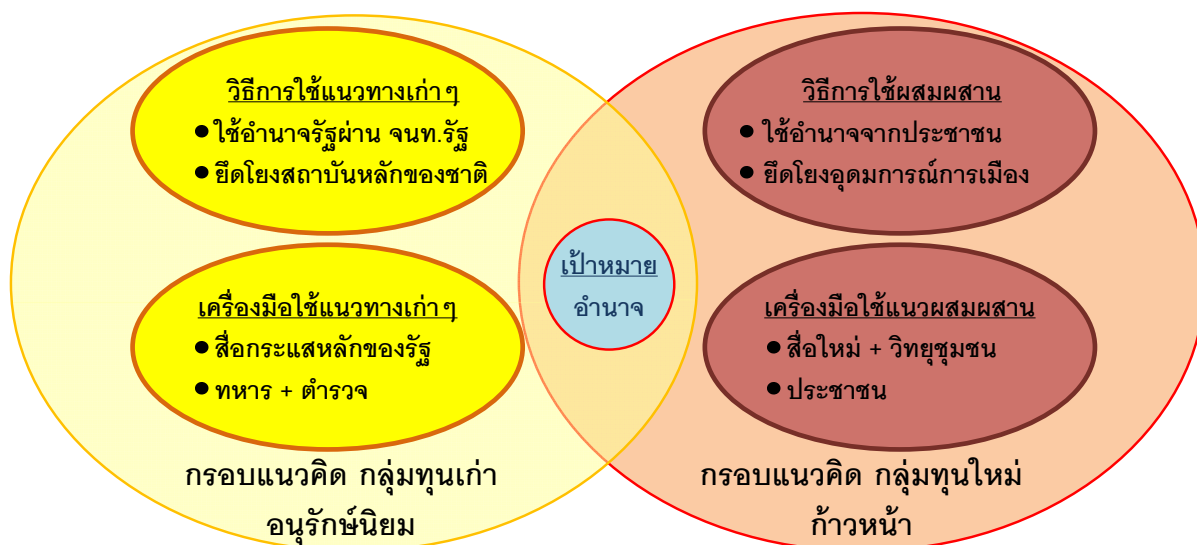 วิธีการใช้แนวทางเก่าๆ
● ใช้อำนาจรัฐผ่าน จนท.รัฐ
● ยึดโยงสถาบันหลักของชาติ
เครื่องมือใช้แนวทางเก่าๆ
● สื่อกระแสหลักของรัฐ
● ทหาร + ตำรวจ
กรอบแนวคิด กลุ่มทุนเก่า
อนุรักษ์นิยม
เป้าหมาย
อำนาจ
วิธีการใช้ผสมผสาน
● ใช้อำนาจจากประชาชน
● ยึดโยงอุดมการณ์การเมือง
เครื่องมือใช้แนวผสมผสาน
● สื่อใหม่ + วิทยุชุมชน
● ประชาชน
กรอบแนวคิด กลุ่มทุนใหม่
ก้าวหน้า